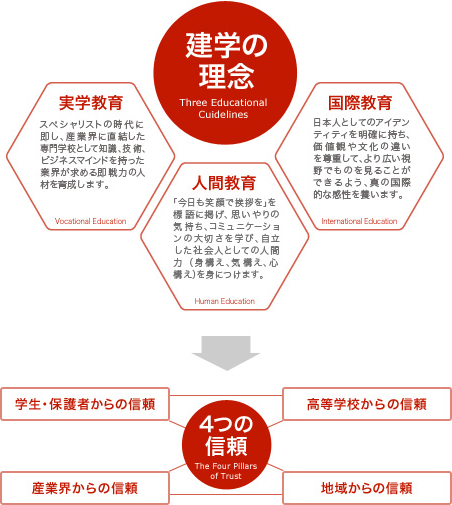 建学の
理念
Three Educational
Cuidelines
実学教育
スペシャリストの時代に
即し、産業界に直結した
専門学校として知識、技術、
ビジネスマインドを持った
業界が求める即戦力の人
材を育成します。
Vocational Education
国際教育
日本人としてのアイデン
ティティを明確に持ち、
価値観や文化の違い
を尊重して、より広い視
野でものを見ることが
できるよう、真の国際
的な感性を養います。
International Education
人間教育
「今日も笑顔で挨拶を」を
標語に掲げ、思いやりの
気持ち、コミュニケーショ
ンの大切さを学び、自立
した社会人としての人間
力（身構え、気構え、心
構え)を身につけます。
Human Education
学生・保護者からの信頼
高等学校からの信頼
4つの
信頼
The Four Pillars
of Trust
産業界からの信頼
地域からの信頼